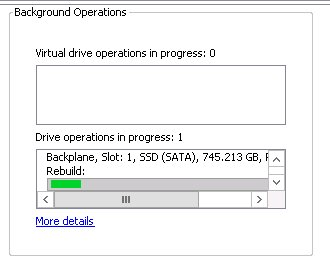 Background Operations
Virtual drive operations in progress: 0
Drive operations in progress: 1
Backplane, Slot: 1, SSD (SATA), 745.213 GB,
Rebuild:
More details